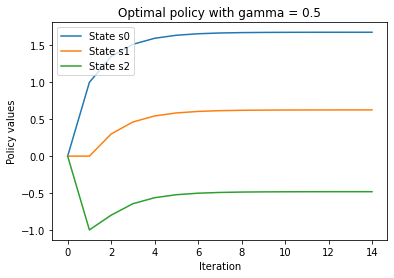 Optimal policy with gamma = 0.5
State s0
State s1
State s2
Policy values
1.5
1.0
0.5
0.0
−0.5
−1.0
0 2 4 6 8 10 12 14
Iteration